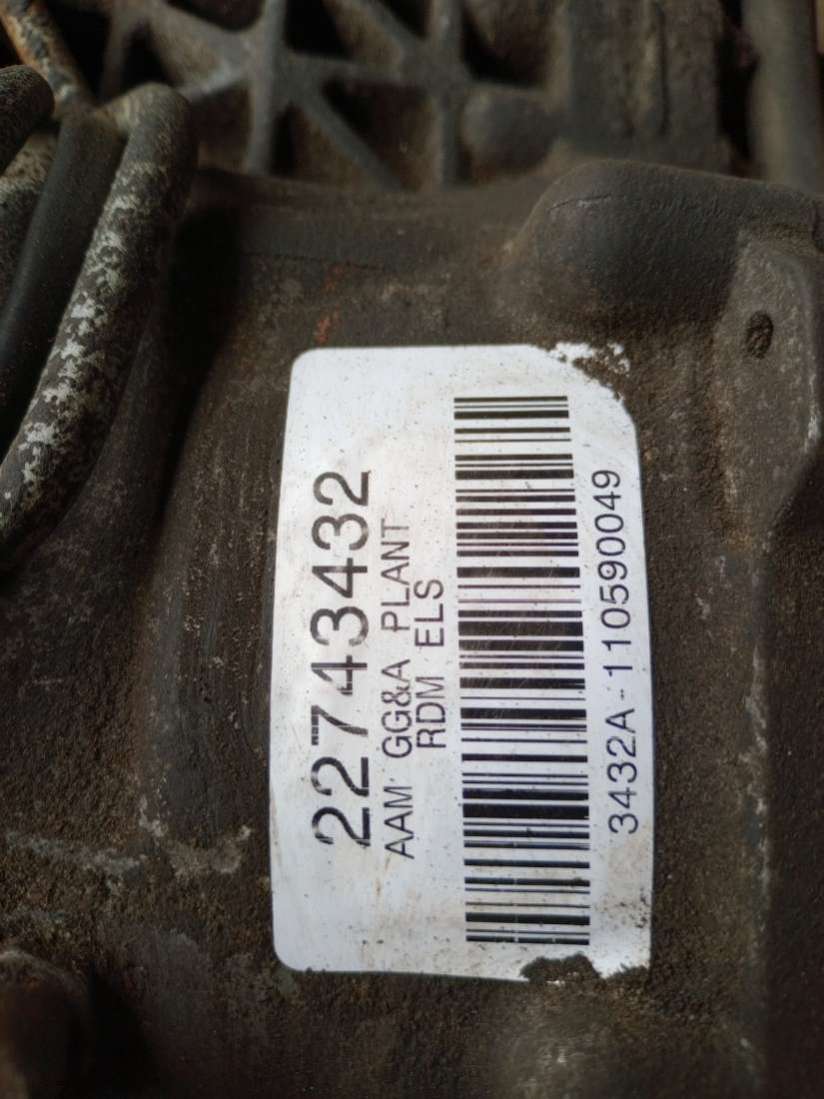 22743432
AAM GG&A PLANT
RDM ELS
3432A-110590049